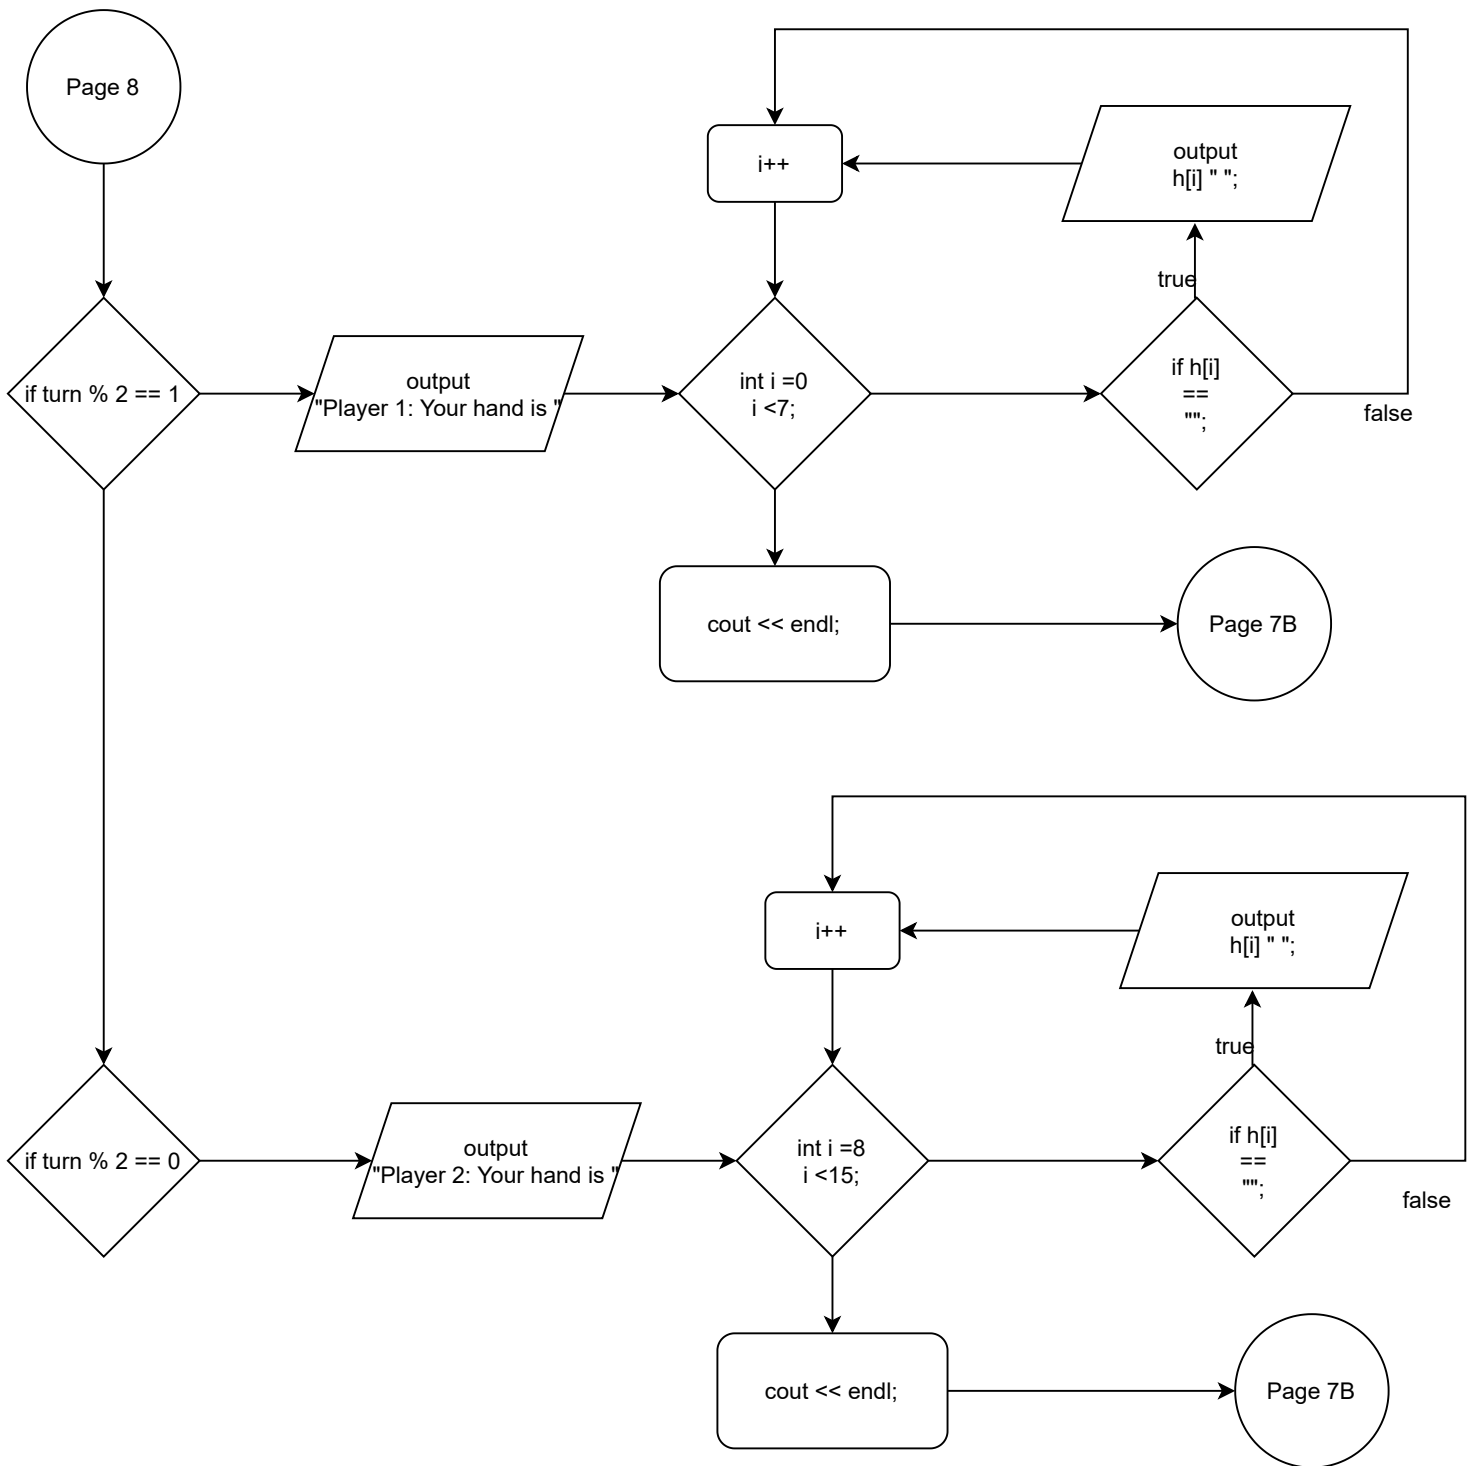 Page 8
i++
output
h[i] " ";
true
if turn % 2 == 1
output
"Player 1: Your hand is "
int i =0
i <7;
if h[i]
==
"";
false
cout << endl;
Page 7B
i++
output
h[i] " ";
true
if turn % 2 == 0
output
"Player 2: Your hand is "
int i =8
i <15;
if h[i]
==
"";
false
cout << endl;
Page 7B